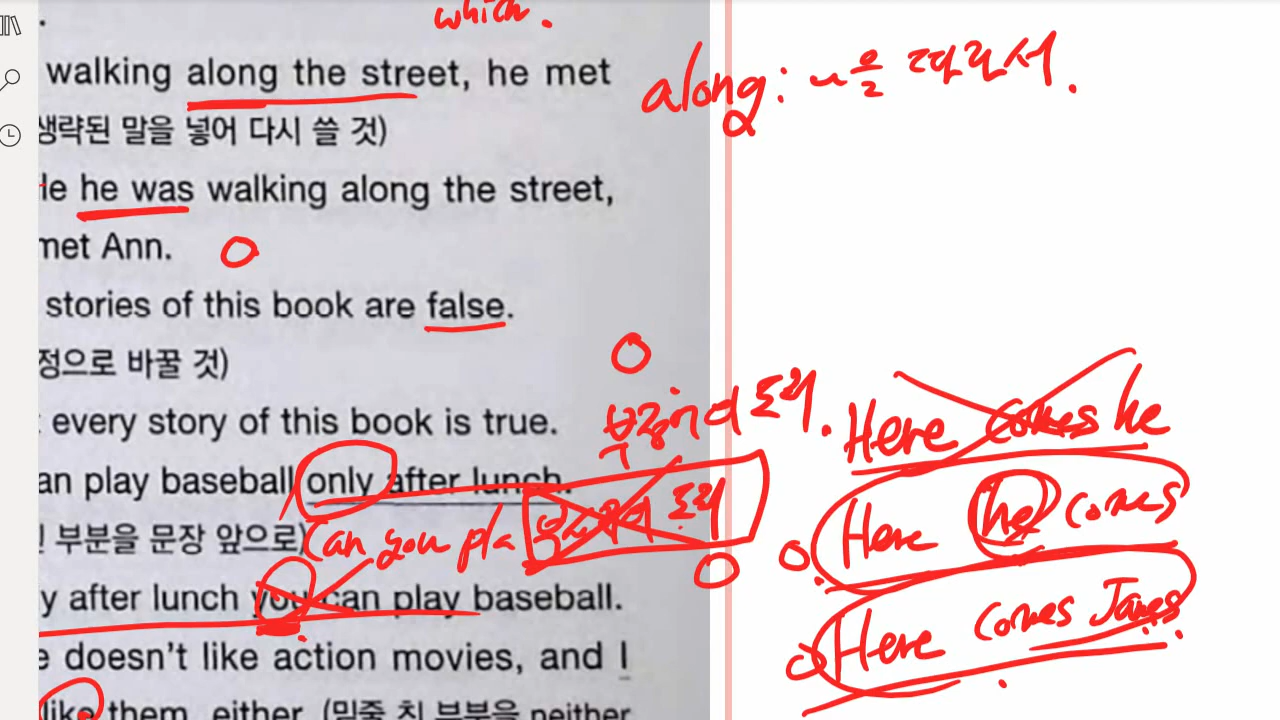 which.
walking along the street, he met
along: ~을 따라서.
생략된 말을 넣어 다시 쓸 것)
le he was walking along the street,
met Ann.
stories of this book are false.
정으로 바꿀 것)
every story of this book is true.
부정어 도치.
Here comes he
an play baseball only after lunch.
도치
Here he comes
부분을 문장 앞으로)
Can you pla
y after lunch you can play baseball.
Here comes James
e doesn't like action movies, and I
like them, either (밑줄 친 부분을 neither